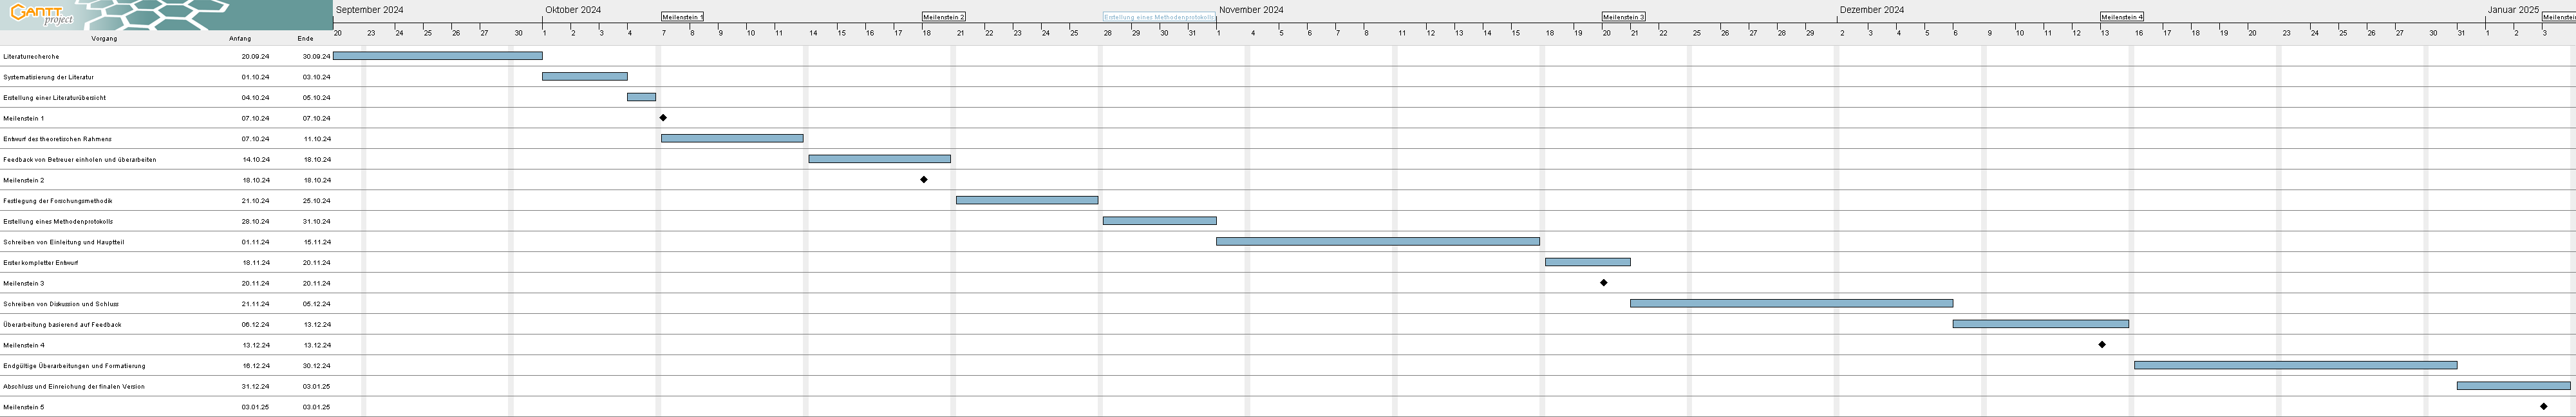 GANTT project
September 2024 Oktober 2024 November 2024 Dezember 2024 Januar 2025
Meilenstein 1 Meilenstein 2 Erstellung eines Methodenprotokolls Meilenstein 3 Meilenstein 4 Meilenstein
Vorgang Anfang Ende
20 23 24 25 26 27 30 1 2 3 4 7 8 9 10 11 14 15 16 17 18 21 22 23 24 25 28 29 30 31 1 4 5 6 7 8 11 12 13 14 15 18 19 20 21 22 25 26 27 28 29 2 3 4 5 6 9 10 11 12 13 16 17 18 19 20 23 24 25 26 27 30 31 1 2 3
Literaturrecherche 20.09.24 30.09.24
Systematisierung der Literatur 01.10.24 03.10.24
Erstellung einer Literaturübersicht 04.10.24 05.10.24
Meilenstein 1 07.10.24 07.10.24
Entwurf des theoretischen Rahmens 07.10.24 11.10.24
Feedback von Betreuer einholen und überarbeiten 14.10.24 18.10.24
Meilenstein 2 18.10.24 18.10.24
Festlegung der Forschungsmethodik 21.10.24 25.10.24
Erstellung eines Methodenprotokolls 28.10.24 31.10.24
Schreiben von Einleitung und Hauptteil 01.11.24 15.11.24
Erster kompletter Entwurf 18.11.24 20.11.24
Meilenstein 3 20.11.24 20.11.24
Schreiben von Diskussion und Schluss 21.11.24 05.12.24
Überarbeitung basierend auf Feedback 06.12.24 13.12.24
Meilenstein 4 13.12.24 13.12.24
Endgültige Überarbeitungen und Formatierung 16.12.24 30.12.24
Abschluss und Einreichung der finalen Version 31.12.24 03.01.25
Meilenstein 5 03.01.25 03.01.25